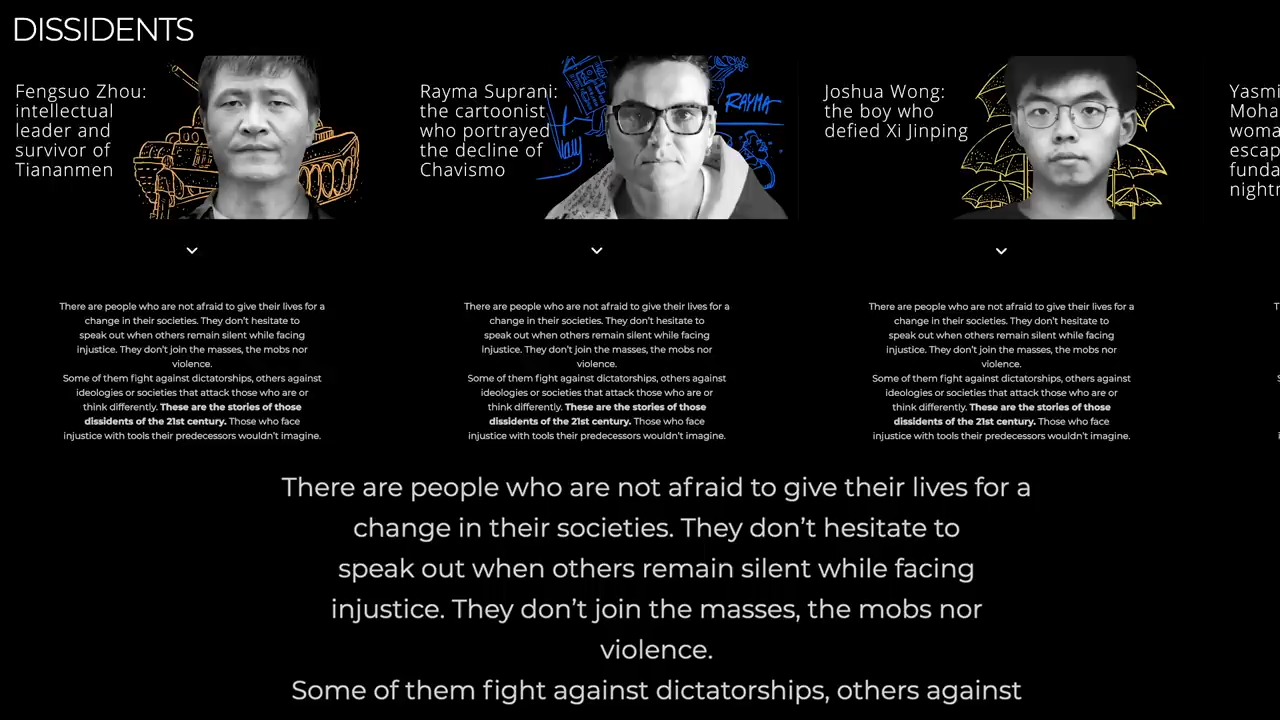 DISSIDENTS
Fengsuo Zhou:
intellectual
leader and
survivor of
Tiananmen
Rayma Suprani:
the cartoonist
who portrayed
the decline of
Chavismo
RAYMA
Joshua Wong:
the boy who
defied Xi Jinping
Yasmi
Moha
woma
escap
funda
nightr
There are people who are not afraid to give their lives for a
change in their societies. They don’t hesitate to
speak out when others remain silent while facing
injustice. They don’t join the masses, the mobs nor
violence.
Some of them fight against dictatorships, others against
ideologies or societies that attack those who are or
think differently. These are the stories of those
dissidents of the 21st century. Those who face
injustice with tools their predecessors wouldn’t imagine.
There are people who are not afraid to give their lives for a
change in their societies. They don’t hesitate to
speak out when others remain silent while facing
injustice. They don’t join the masses, the mobs nor
violence.
Some of them fight against dictatorships, others against
ideologies or societies that attack those who are or
think differently. These are the stories of those
dissidents of the 21st century. Those who face
injustice with tools their predecessors wouldn’t imagine.
There are people who are not afraid to give their lives for a
change in their societies. They don’t hesitate to
speak out when others remain silent while facing
injustice. They don’t join the masses, the mobs nor
violence.
Some of them fight against dictatorships, others against
ideologies or societies that attack those who are or
think differently. These are the stories of those
dissidents of the 21st century. Those who face
injustice with tools their predecessors wouldn’t imagine.
There are people who are not afraid to give their lives for a
change in their societies. They don’t hesitate to
speak out when others remain silent while facing
injustice. They don’t join the masses, the mobs nor
violence.
Some of them fight against dictatorships, others against